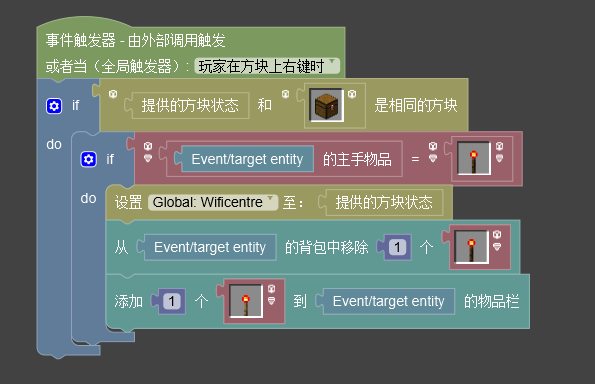 事件触发器 - 由外部调用触发
或者当（全局触发器）: 玩家在方块上右键时
if 提供的方块状态 和 是相同的方块
do if Event/target entity 的主手物品 =
do 设置 Global: Wificentre 至： 提供的方块状态
从 Event/target entity 的背包中移除 1 个
添加 1 个 到 Event/target entity 的物品栏